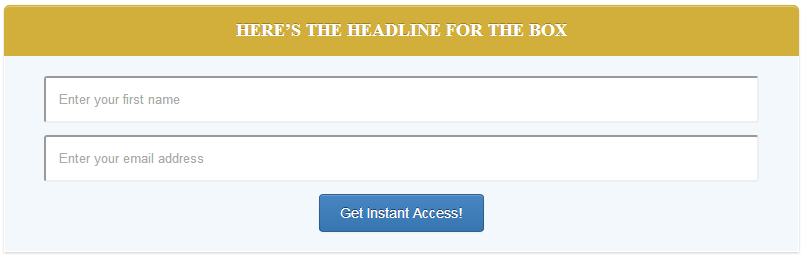 HERE’S THE HEADLINE FOR THE BOX
Enter your first name
Enter your email address
Get Instant Access!